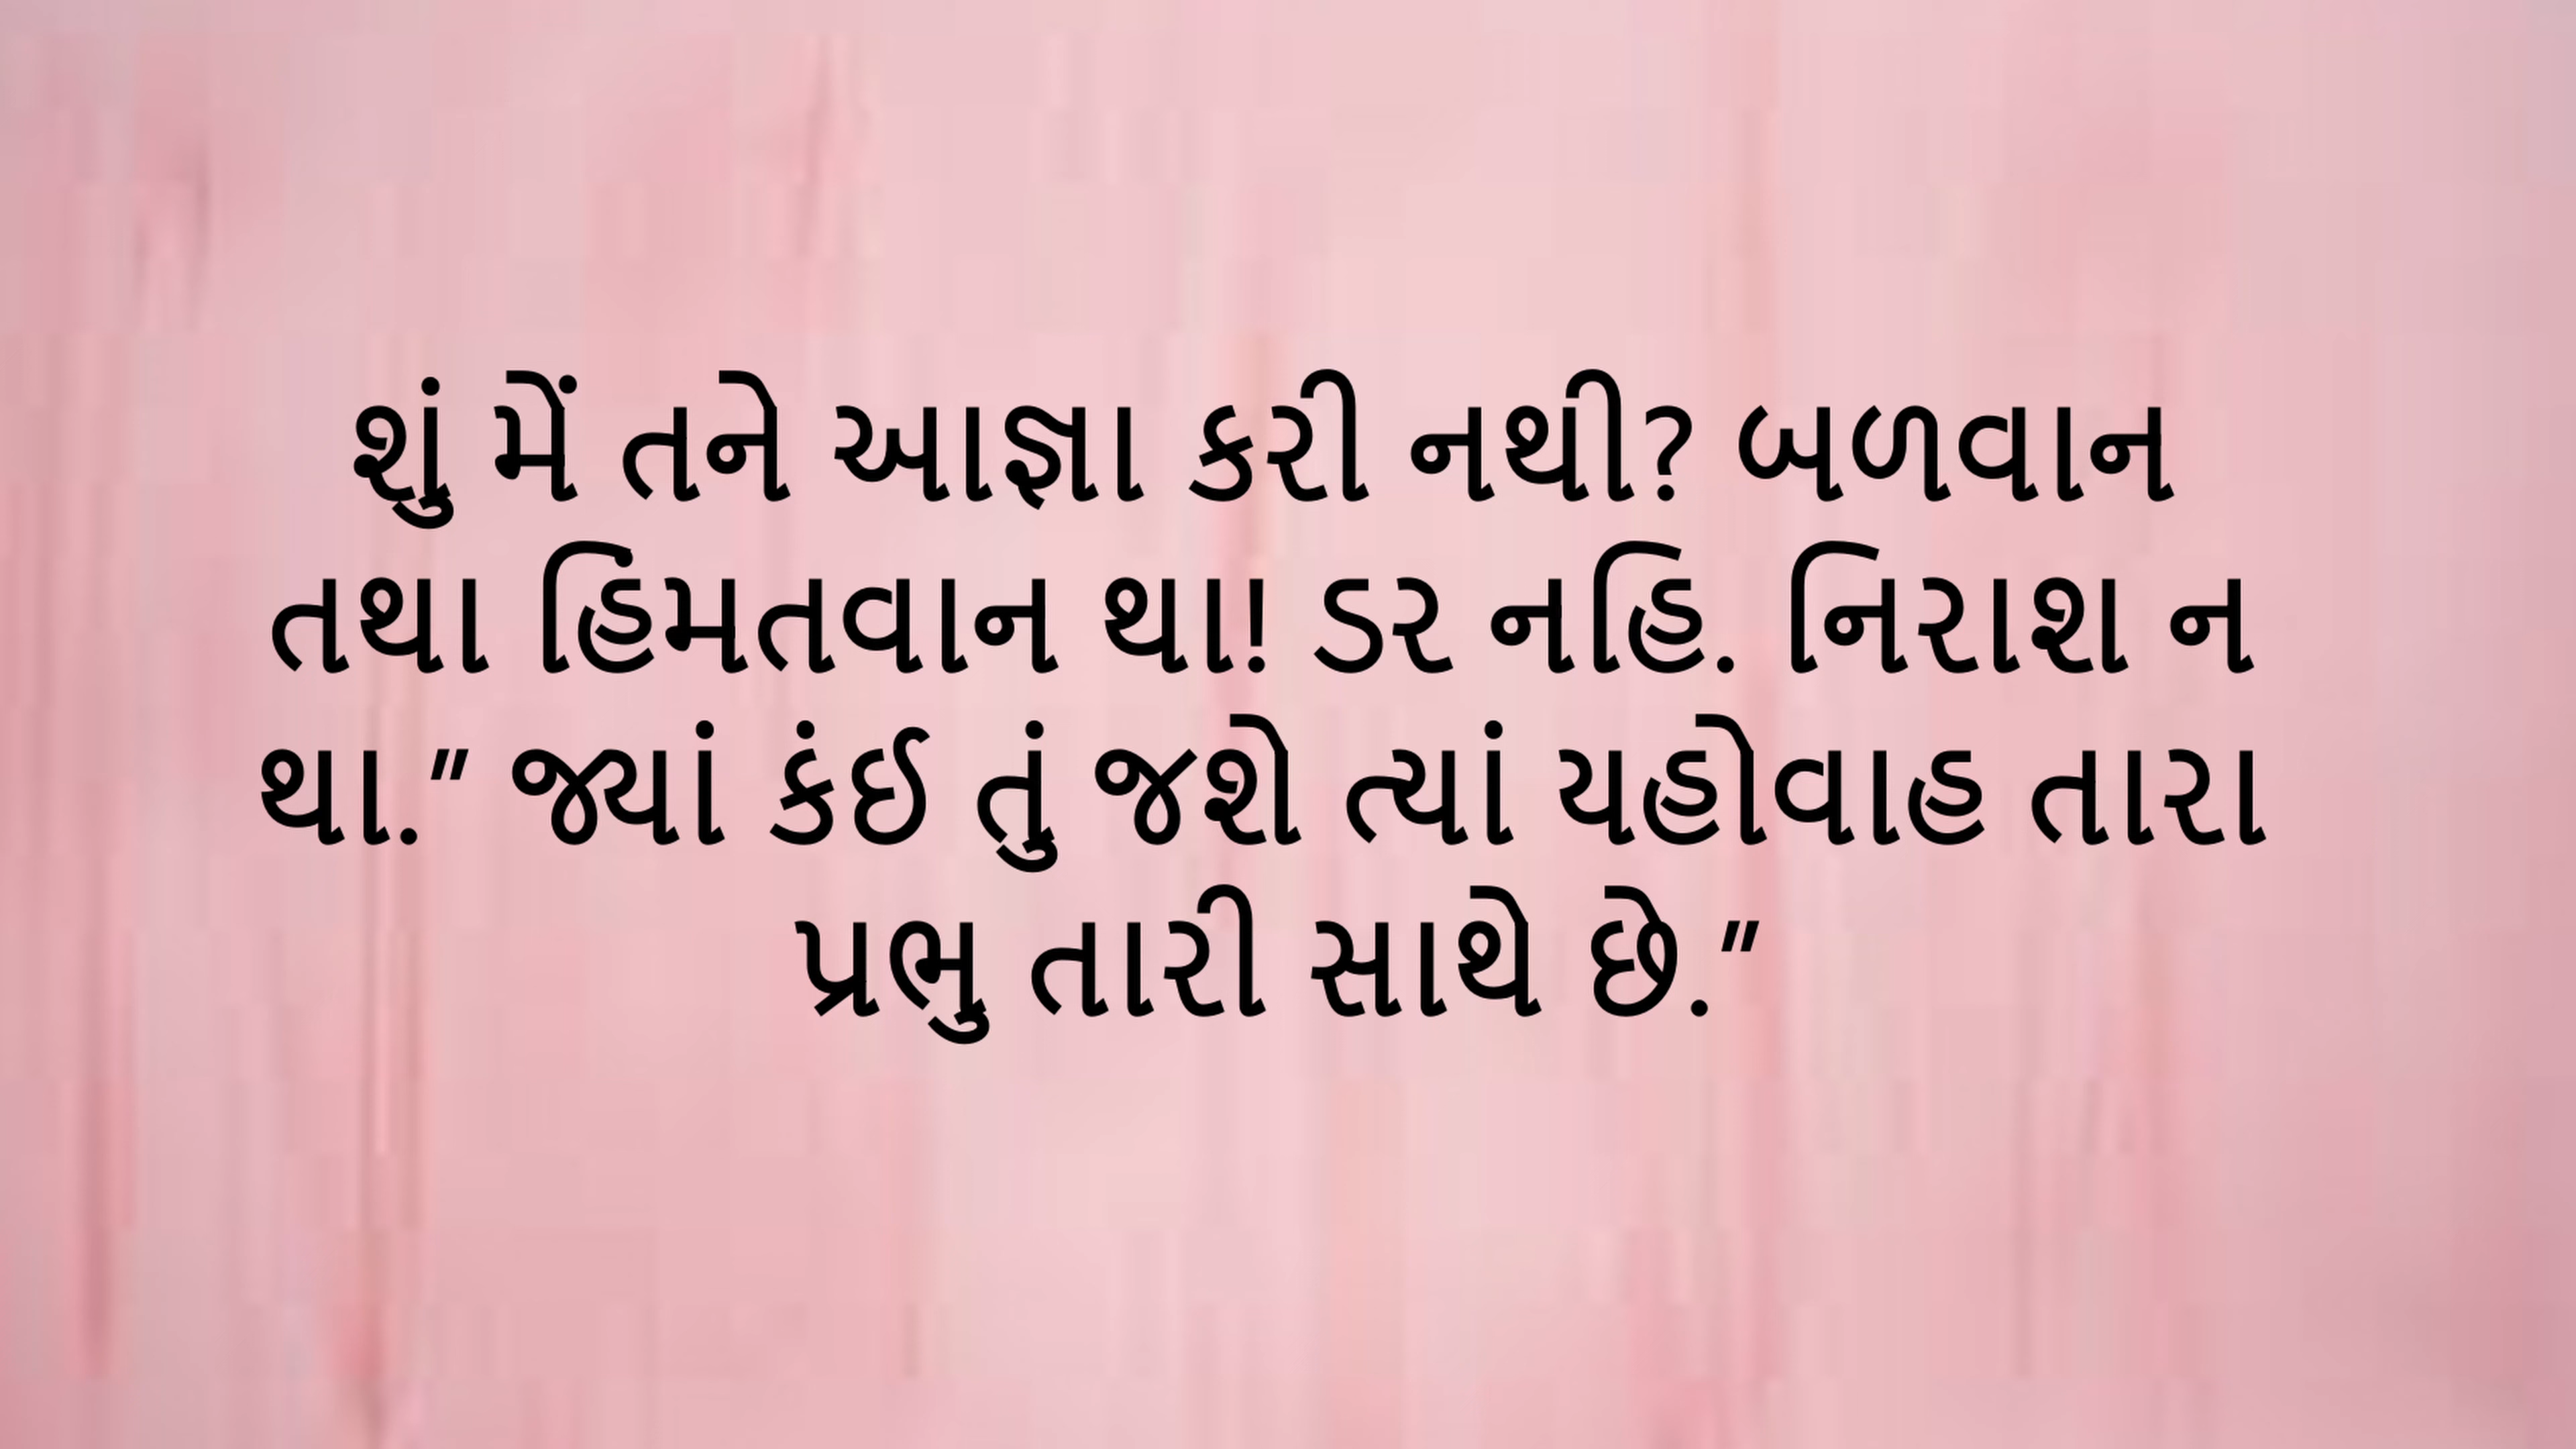 શું મેં તને આજ્ઞા કરી નથી? બળવાન
તથા હિંમતવાન થા! ડર નહિ. નિરાશ ન
થા.” જ્યાં કંઈ તું જશે ત્યાં યહોવાહ તારા
પ્રભુ તારી સાથે છે.”